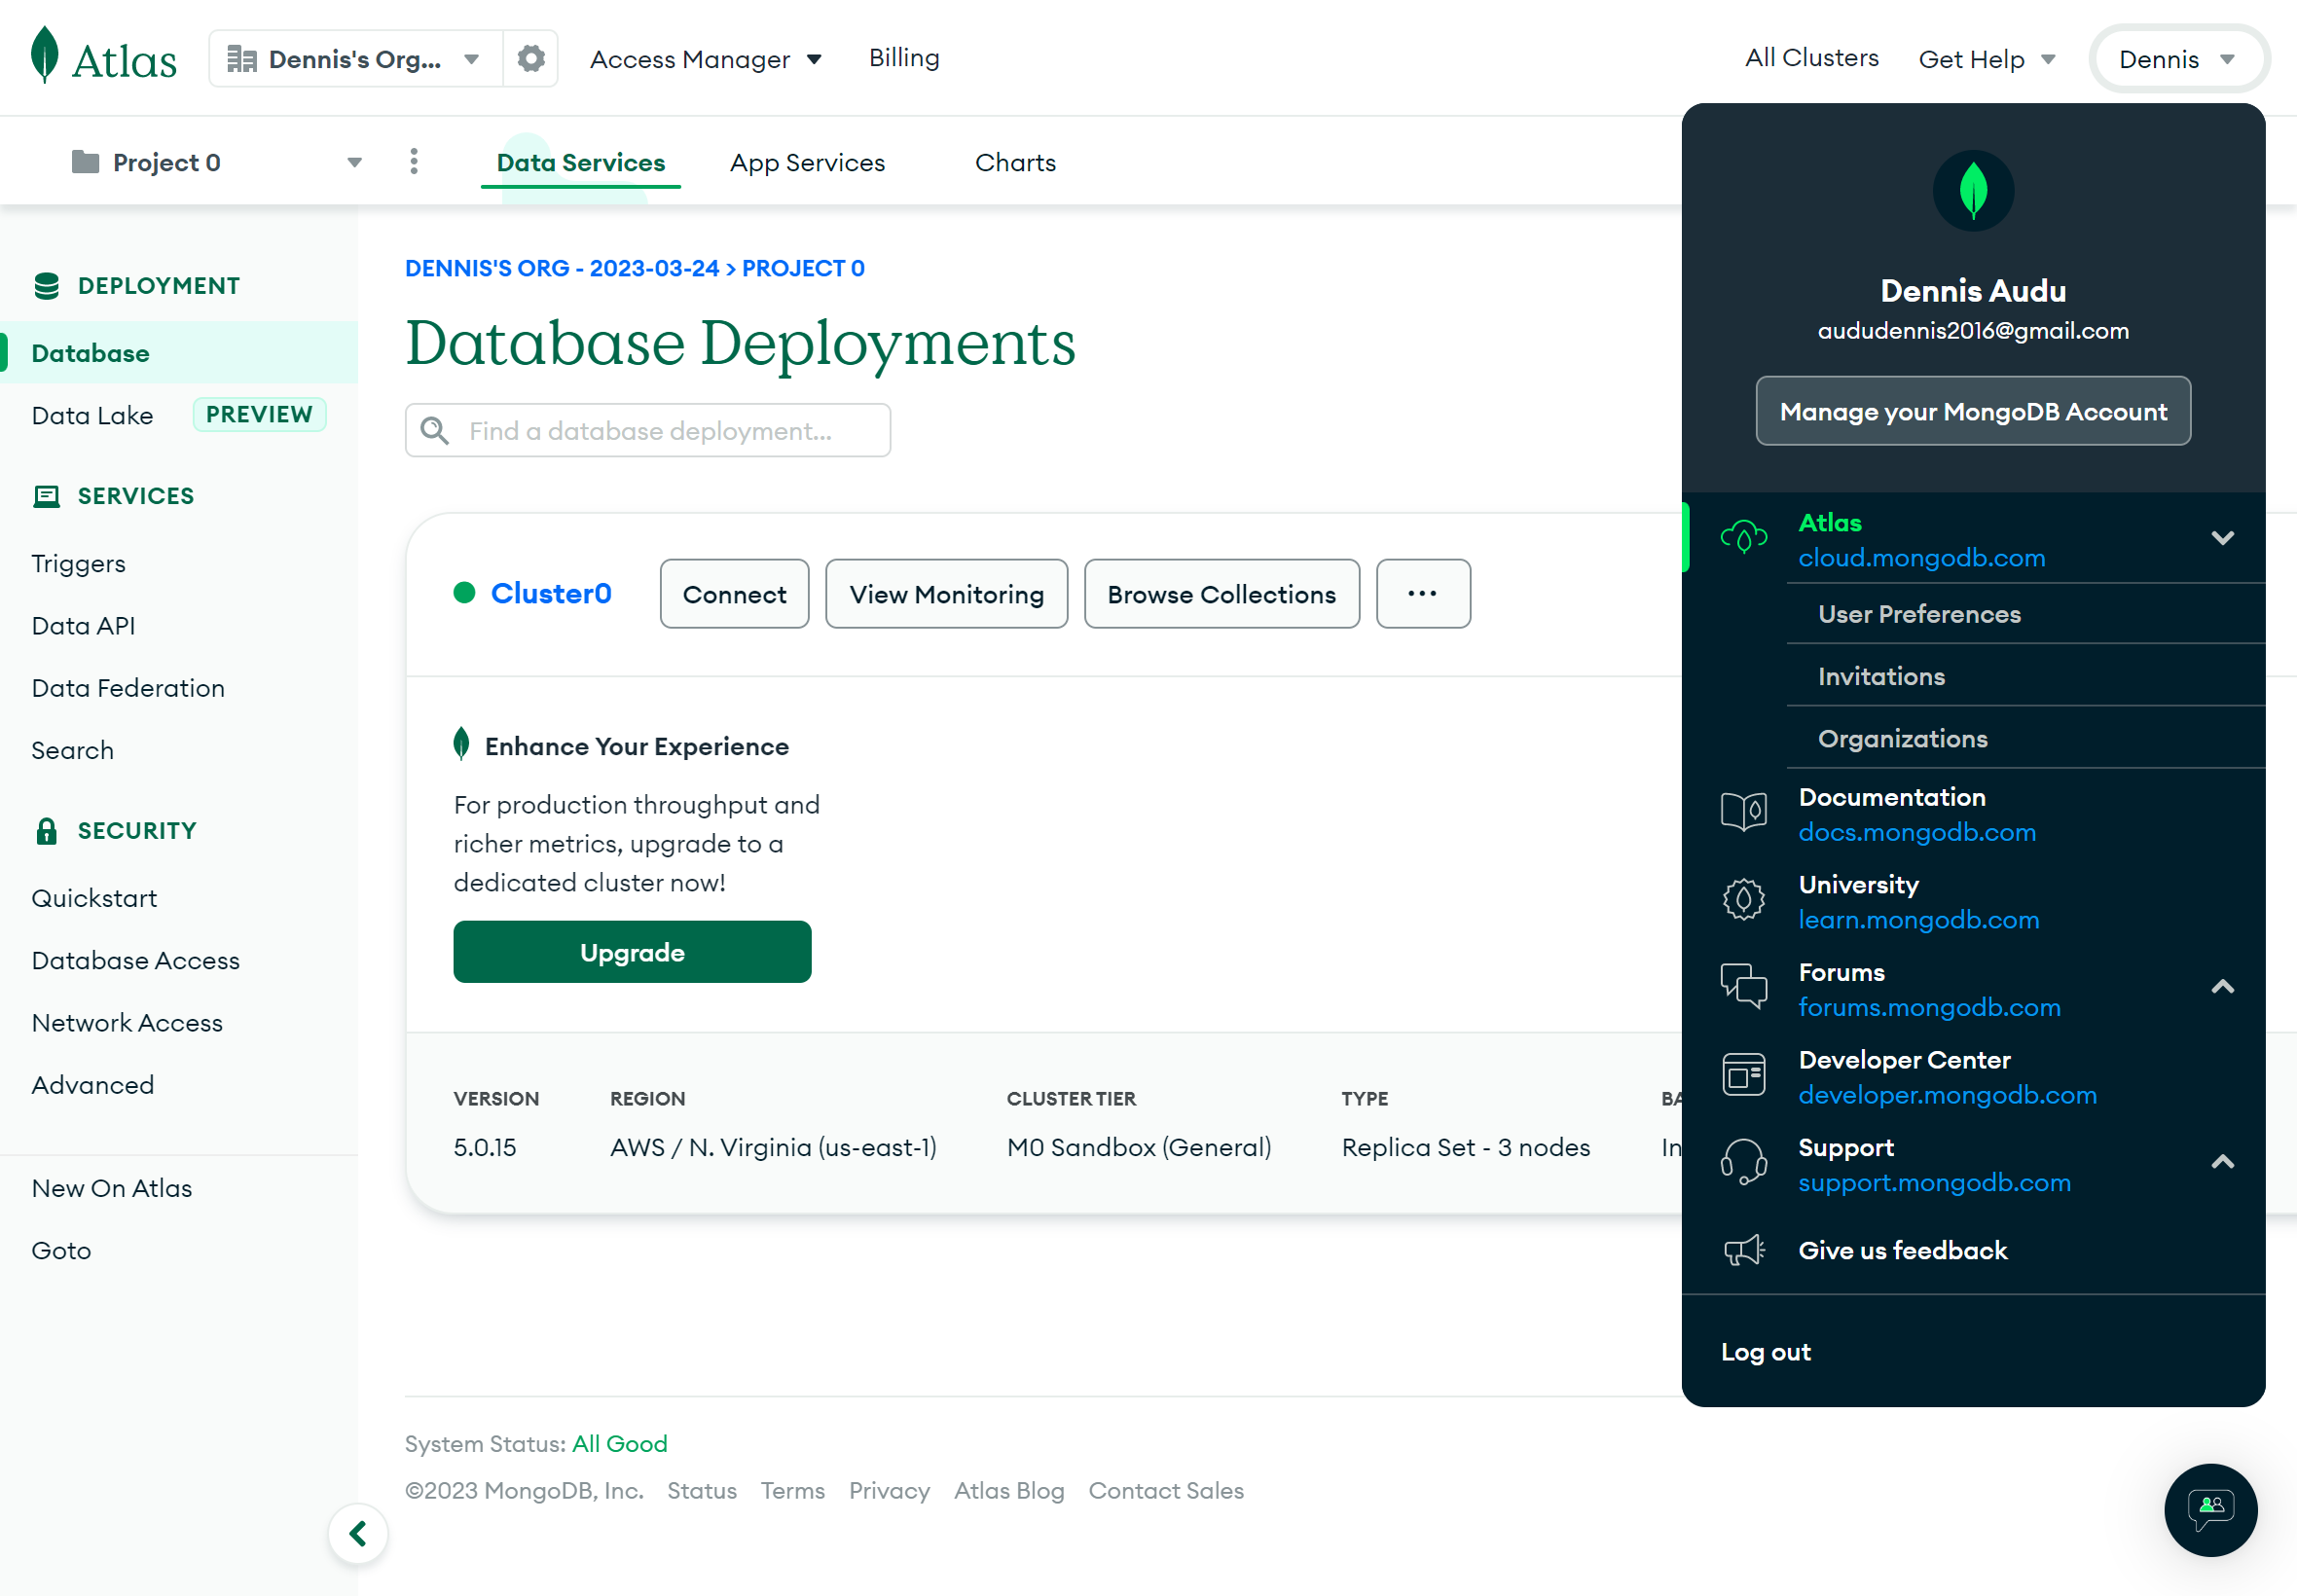 Atlas
Dennis's Org...
Access Manager
Billing
All Clusters
Get Help
Dennis
Project 0
Data Services
App Services
Charts
DEPLOYMENT
Database
Data Lake PREVIEW
SERVICES
Triggers
Data API
Data Federation
Search
SECURITY
Quickstart
Database Access
Network Access
Advanced
New On Atlas
Goto
DENNIS'S ORG - 2023-03-24 > PROJECT 0
Database Deployments
Find a database deployment...
Cluster0
Connect
View Monitoring
Browse Collections
...
Enhance Your Experience
For production throughput and
richer metrics, upgrade to a
dedicated cluster now!
Upgrade
VERSION REGION CLUSTER TIER TYPE
5.0.15 AWS / N. Virginia (us-east-1) M0 Sandbox (General) Replica Set - 3 nodes
System Status: All Good
©2023 MongoDB, Inc. Status Terms Privacy Atlas Blog Contact Sales
Dennis Audu
aududennis2016@gmail.com
Manage your MongoDB Account
Atlas
cloud.mongodb.com
User Preferences
Invitations
Organizations
Documentation
docs.mongodb.com
University
learn.mongodb.com
Forums
forums.mongodb.com
Developer Center
developer.mongodb.com
Support
support.mongodb.com
Give us feedback
Log out